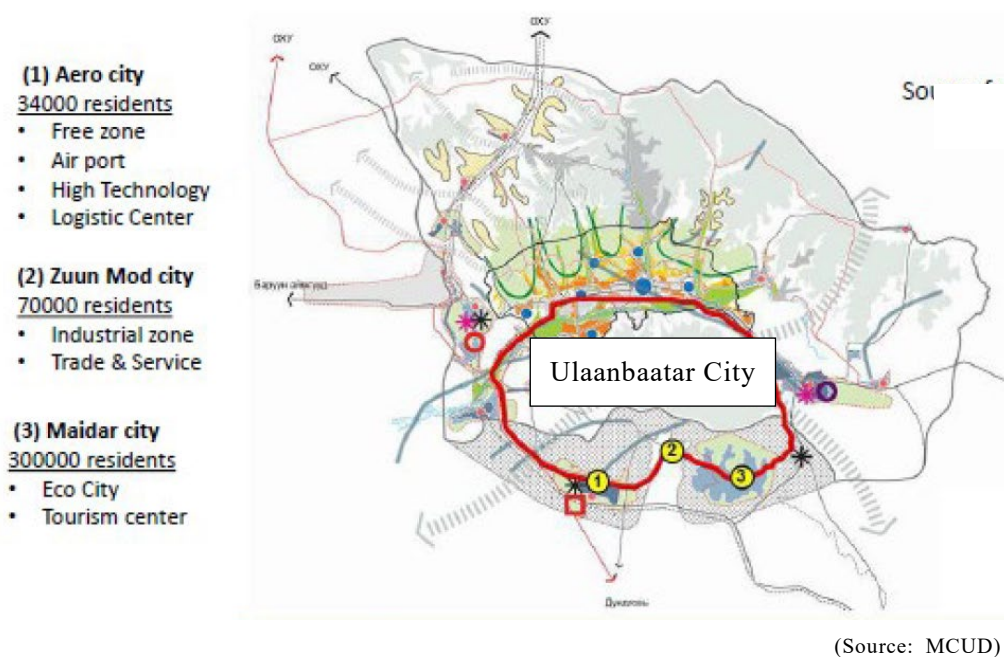 (1) Aero city
34000 residents
• Free zone
• Air port
• High Technology
• Logistic Center
(2) Zuun Mod city
70000 residents
• Industrial zone
• Trade & Service
(3) Maidar city
300000 residents
• Eco City
• Tourism center
ОХУ
ОХУ
ОХУ
Баруун аймгууд
Ulaanbaatar City
1
2
3
(Source: MCUD)